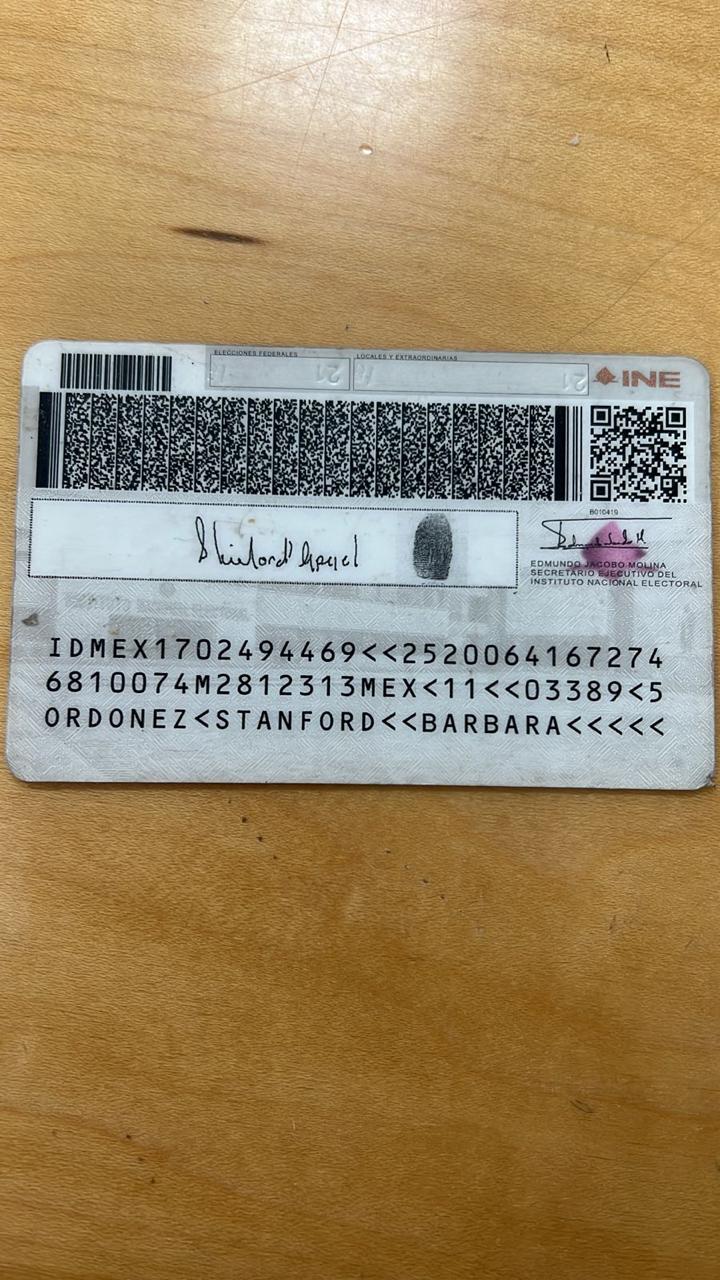 ELECCIONES FEDERALES LOCALES Y EXTRAORDINARIAS
INE
B010419
EDMUNDO JACOBO MOLINA
SECRETARIO EJECUTIVO DEL
INSTITUTO NACIONAL ELECTORAL
IDMEX1702494469<<2520064167274
6810074M2812313MEX<11<<03389<5
ORDONEZ<STANFORD<<BARBARA<<<<<